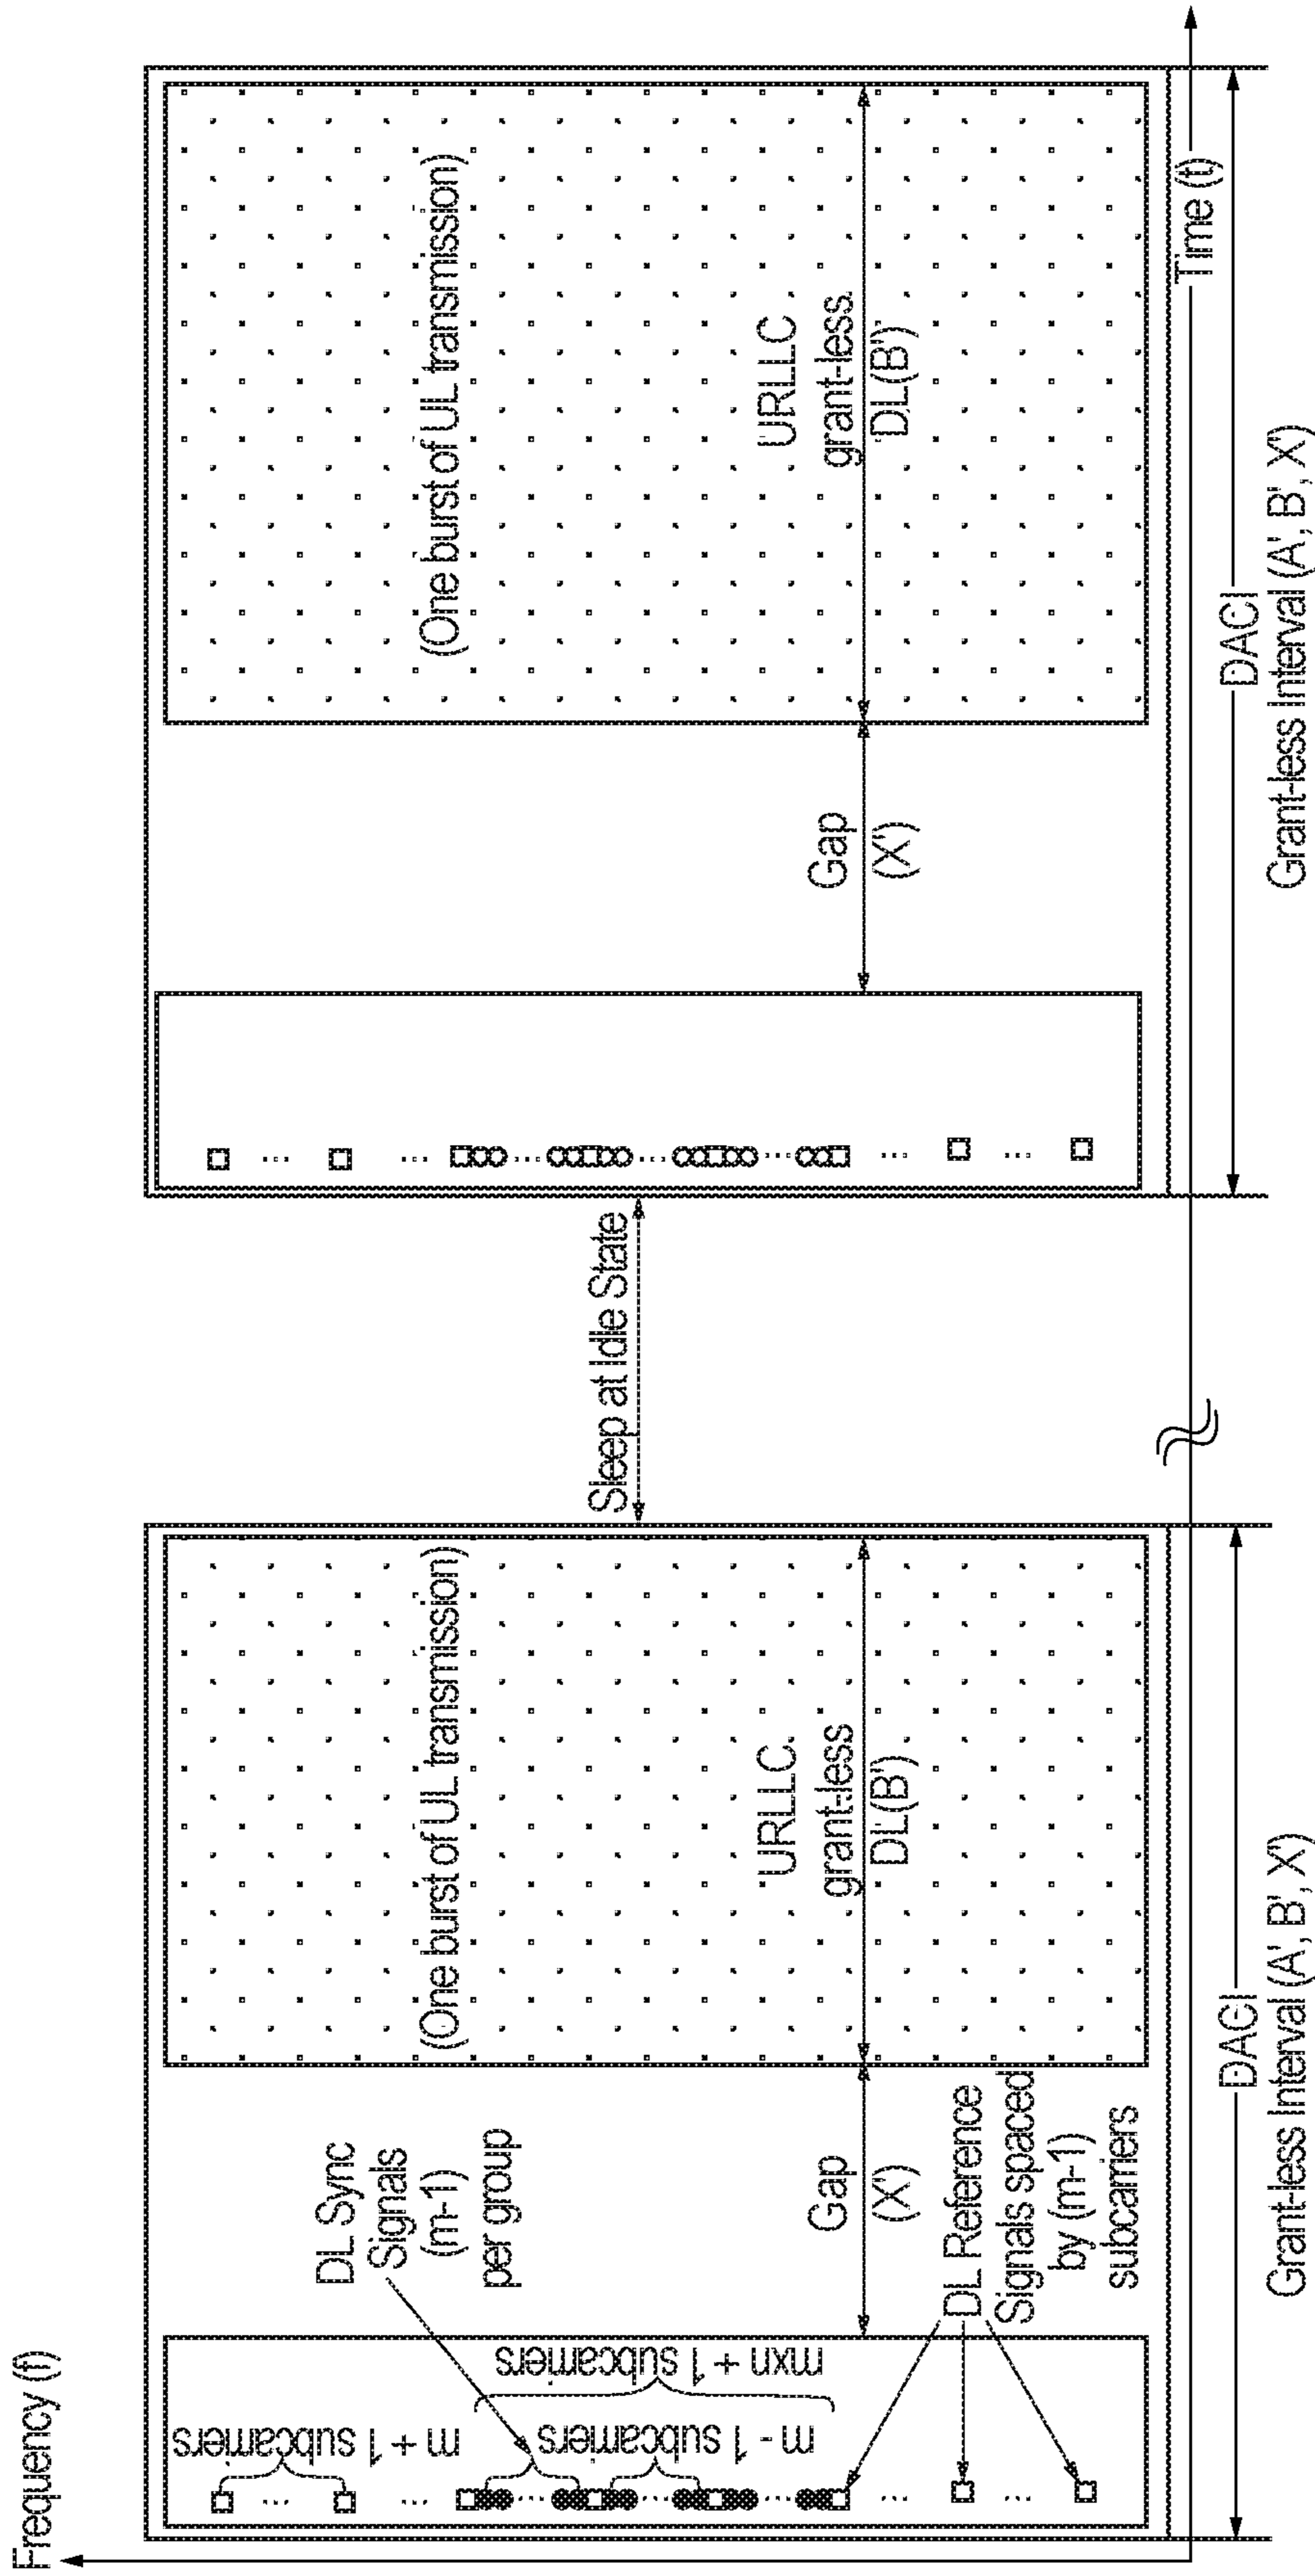 Frequency (f)
m + 1 subcarriers
m - 1 subcarriers
mxn + 1 subcarriers
DL Sync
Signals
(m-1)
per group
Gap
(X')
DL Reference
Signals spaced
by (m-1)
subcarriers
(One burst of UL transmission)
URLLC
grant-less
DL(B')
DACI
Grant-less Interval (A', B', X')
Sleep at Idle State
Gap
(X')
(One burst of UL transmission)
URLLC
grant-less
DL(B')
Time (t)
DACI
Grant-less Interval (A', B', X')